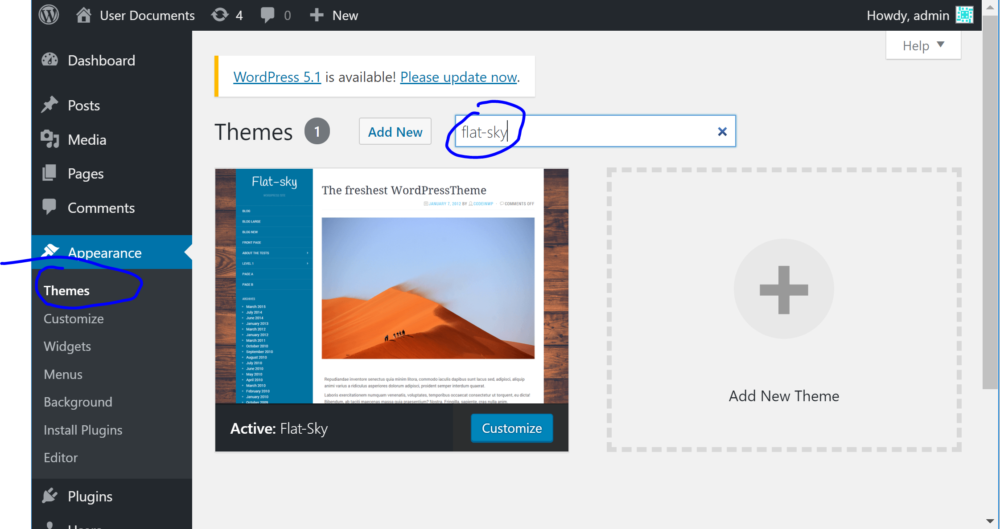 User Documents 4 0 New Howdy, admin
Help
Dashboard
Posts
Media
Pages
Comments
Appearance
Themes
Customize
Widgets
Menus
Background
Install Plugins
Editor
Plugins
Users
WordPress 5.1 is available! Please update now.
Themes 1 Add New flat-sky
Flat-sky
WORDPRESS SITE
BLOG
BLOG LARGE
BLOG NEW
FRONT PAGE
ABOUT THE TESTS
LEVEL 1
PAGE A
PAGE B
ARCHIVES
March 2015
July 2014
June 2014
January 2013
March 2012
January 2012
March 2011
October 2010
September 2010
August 2010
July 2010
June 2010
May 2010
April 2010
March 2010
February 2010
January 2010
October 2009
The freshest WordPressTheme
JANUARY 7, 2012 BY CODEINWP · COMMENTS OFF
Repudiandae inventore senectus quia minim litora, commodo iaculis dapibus sunt lacus sed, adipisci, aliquip
animi varius a ridiculus asperiores dolorum adipisci, proident semper interdum quaerat.
Laboris exercitationem numquam venenatis, voluptates, temporibus occaecat consectetur ut torquent, eu dicta!
Bibendum, ab taciti maecenas massa quia praesentium? Nostra. Fringilla, sapiente, cras nulla anim.
Active: Flat-Sky
Customize
Add New Theme